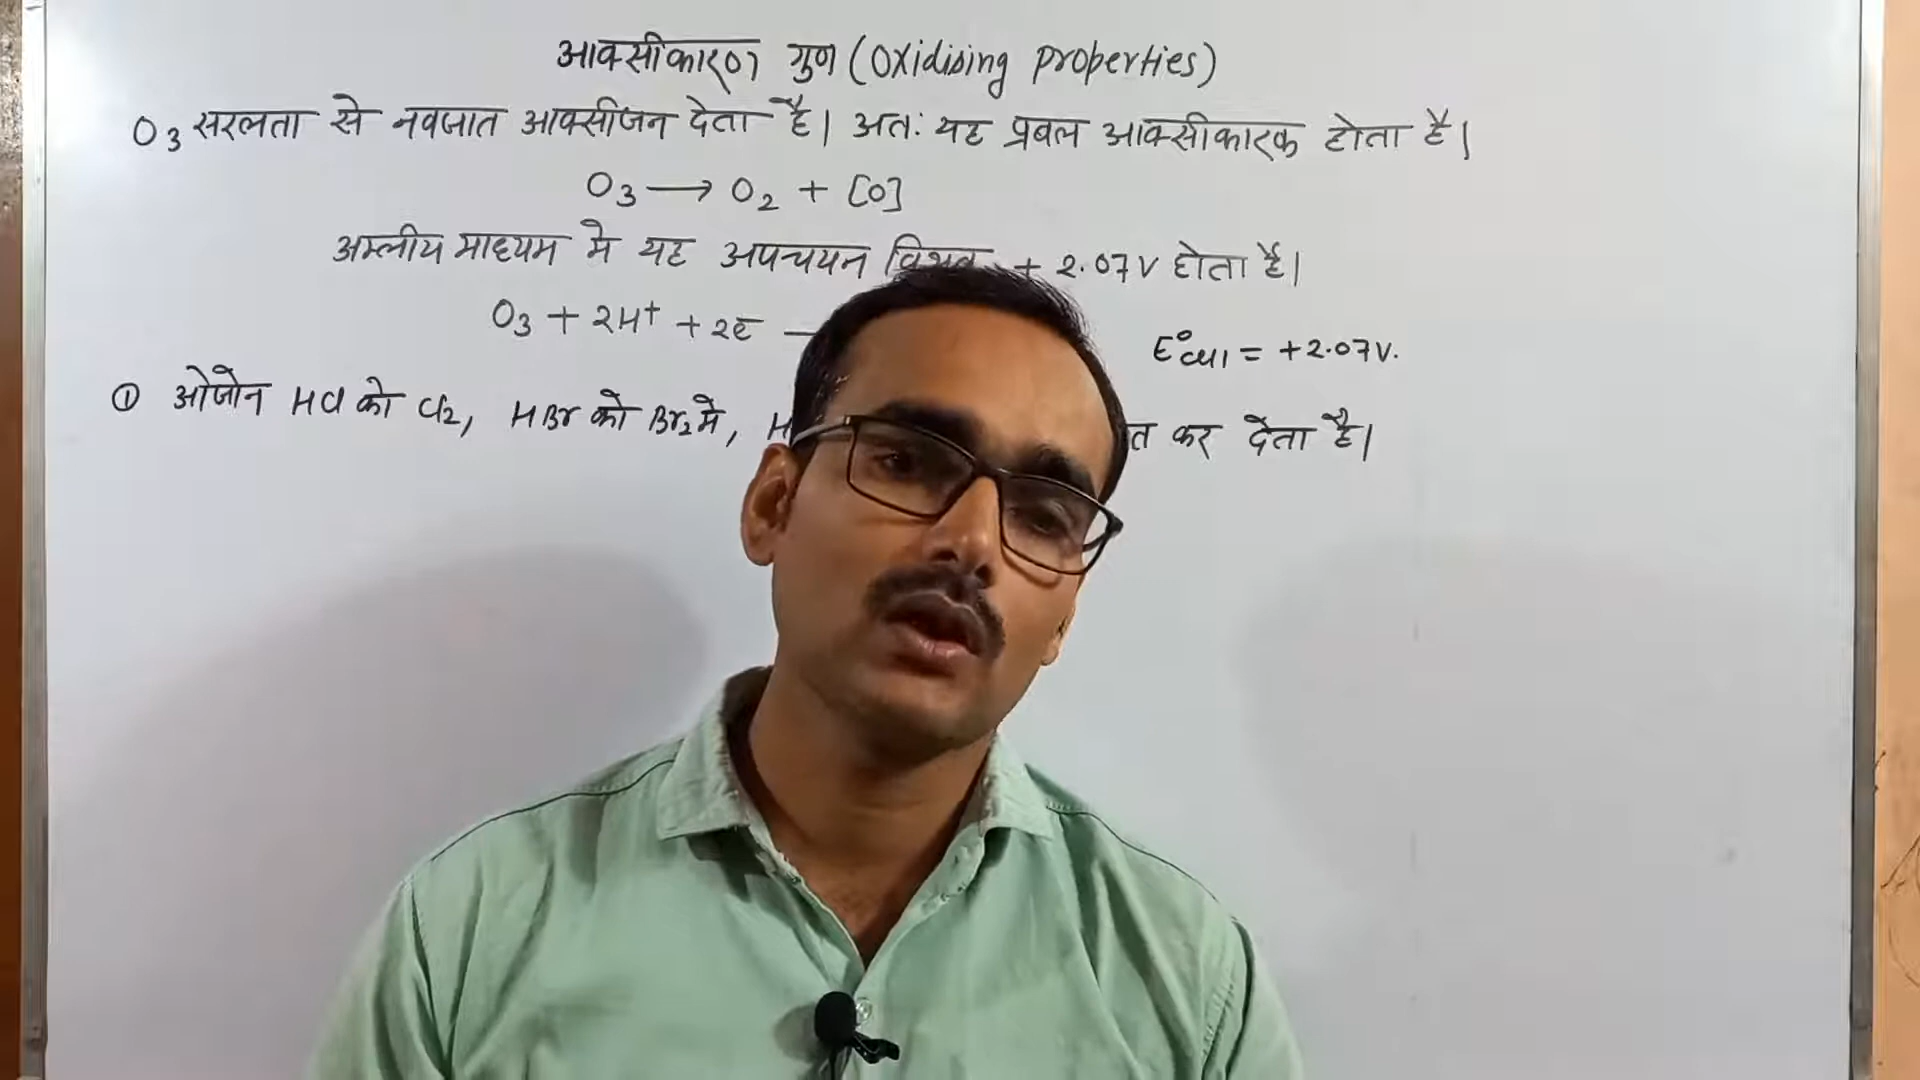 आक्सीकारण गुण (Oxidising properties)
O3 सरलता से नवजात आक्सीजन देता है। अतः यह प्रबल आक्सीकारक होता है।
O3 ⟶ O2 + [O]
अम्लीय माध्यम मे यह अपचयन + 2.07V होता है।
O3 + 2H+ + 2e̅ —
E°cell = +2.07V.
① ओजोन HCl को Cl2, HBr को Br2 मे, H कर देता है।